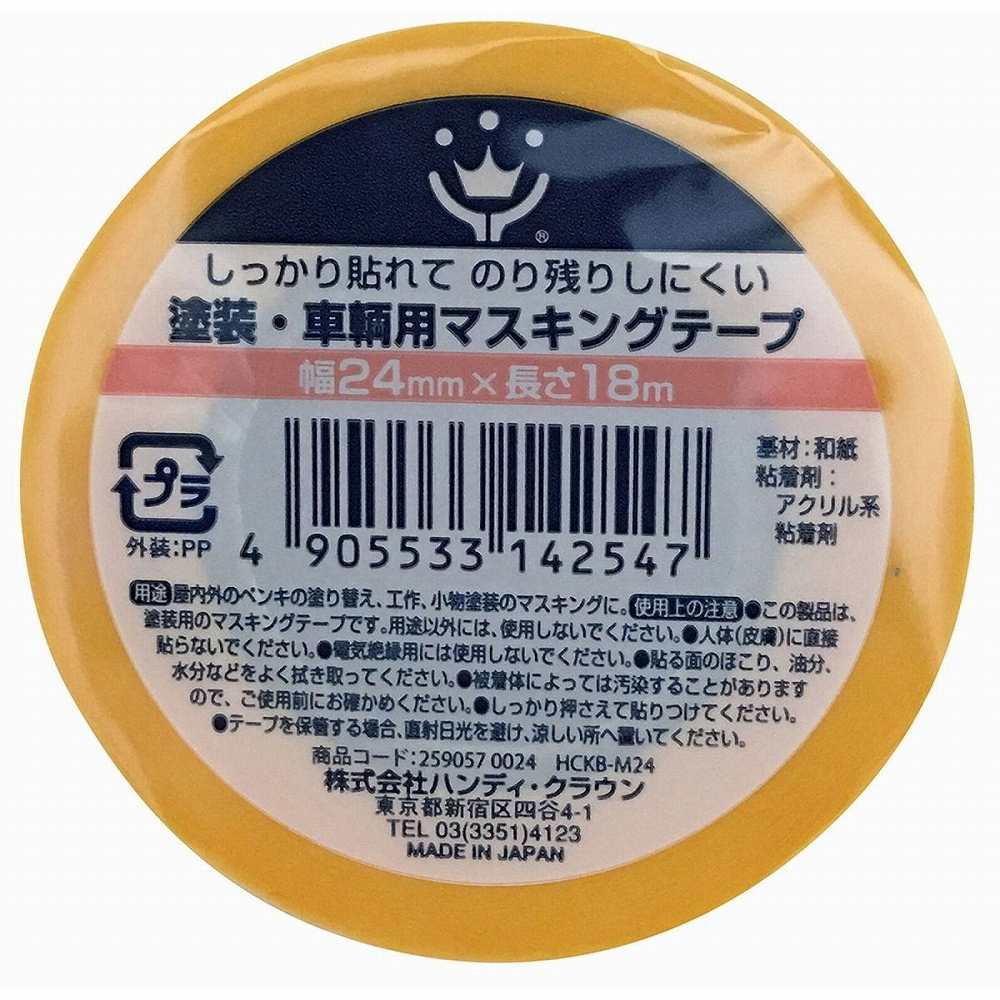 ®
しっかり貼れて のり残りしにくい
塗装・車輌用マスキングテープ
幅24mm×長さ18m
プラ
外装:PP
4 905533 142547
基材:和紙
粘着剤:
アクリル系
粘着剤
用途 屋内外のペンキの塗り替え、工作、小物塗装のマスキングに。 使用上の注意 ●この製品は、
塗装用のマスキングテープです。用途以外には、使用しないでください。●人体(皮膚)に直接
貼らないでください。●電気絶縁用には使用しないでください。●貼る面のほこり、油分、
水分などをよく拭き取ってください。●被着体によっては汚染することがあります
ので、ご使用前にお確かめください。●しっかり押さえて貼りつけてください。
●テープを保管する場合、直射日光を避け、涼しい所へ置いてください。
商品コード:259057 0024 HCKB-M24
株式会社ハンディ・クラウン
東京都新宿区四谷4-1
TEL 03(3351)4123
MADE IN JAPAN